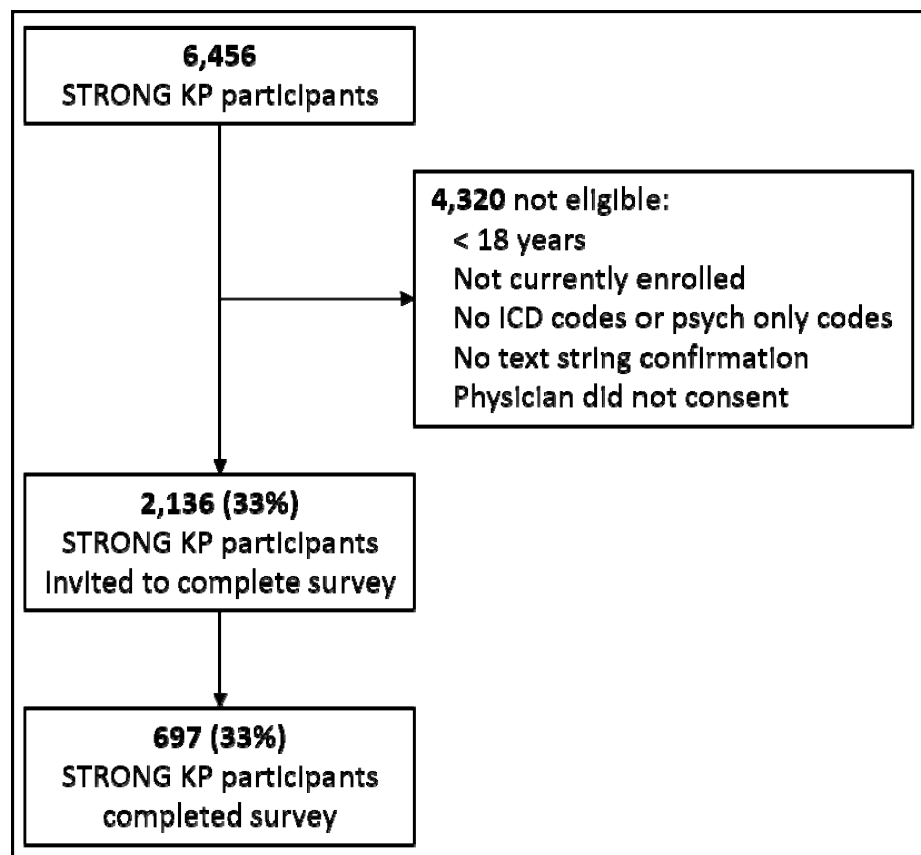 6,456
STRONG KP participants
4,320 not eligible:
< 18 years
Not currently enrolled
No ICD codes or psych only codes
No text string confirmation
Physician did not consent
2,136 (33%)
STRONG KP participants
invited to complete survey
697 (33%)
STRONG KP participants
completed survey